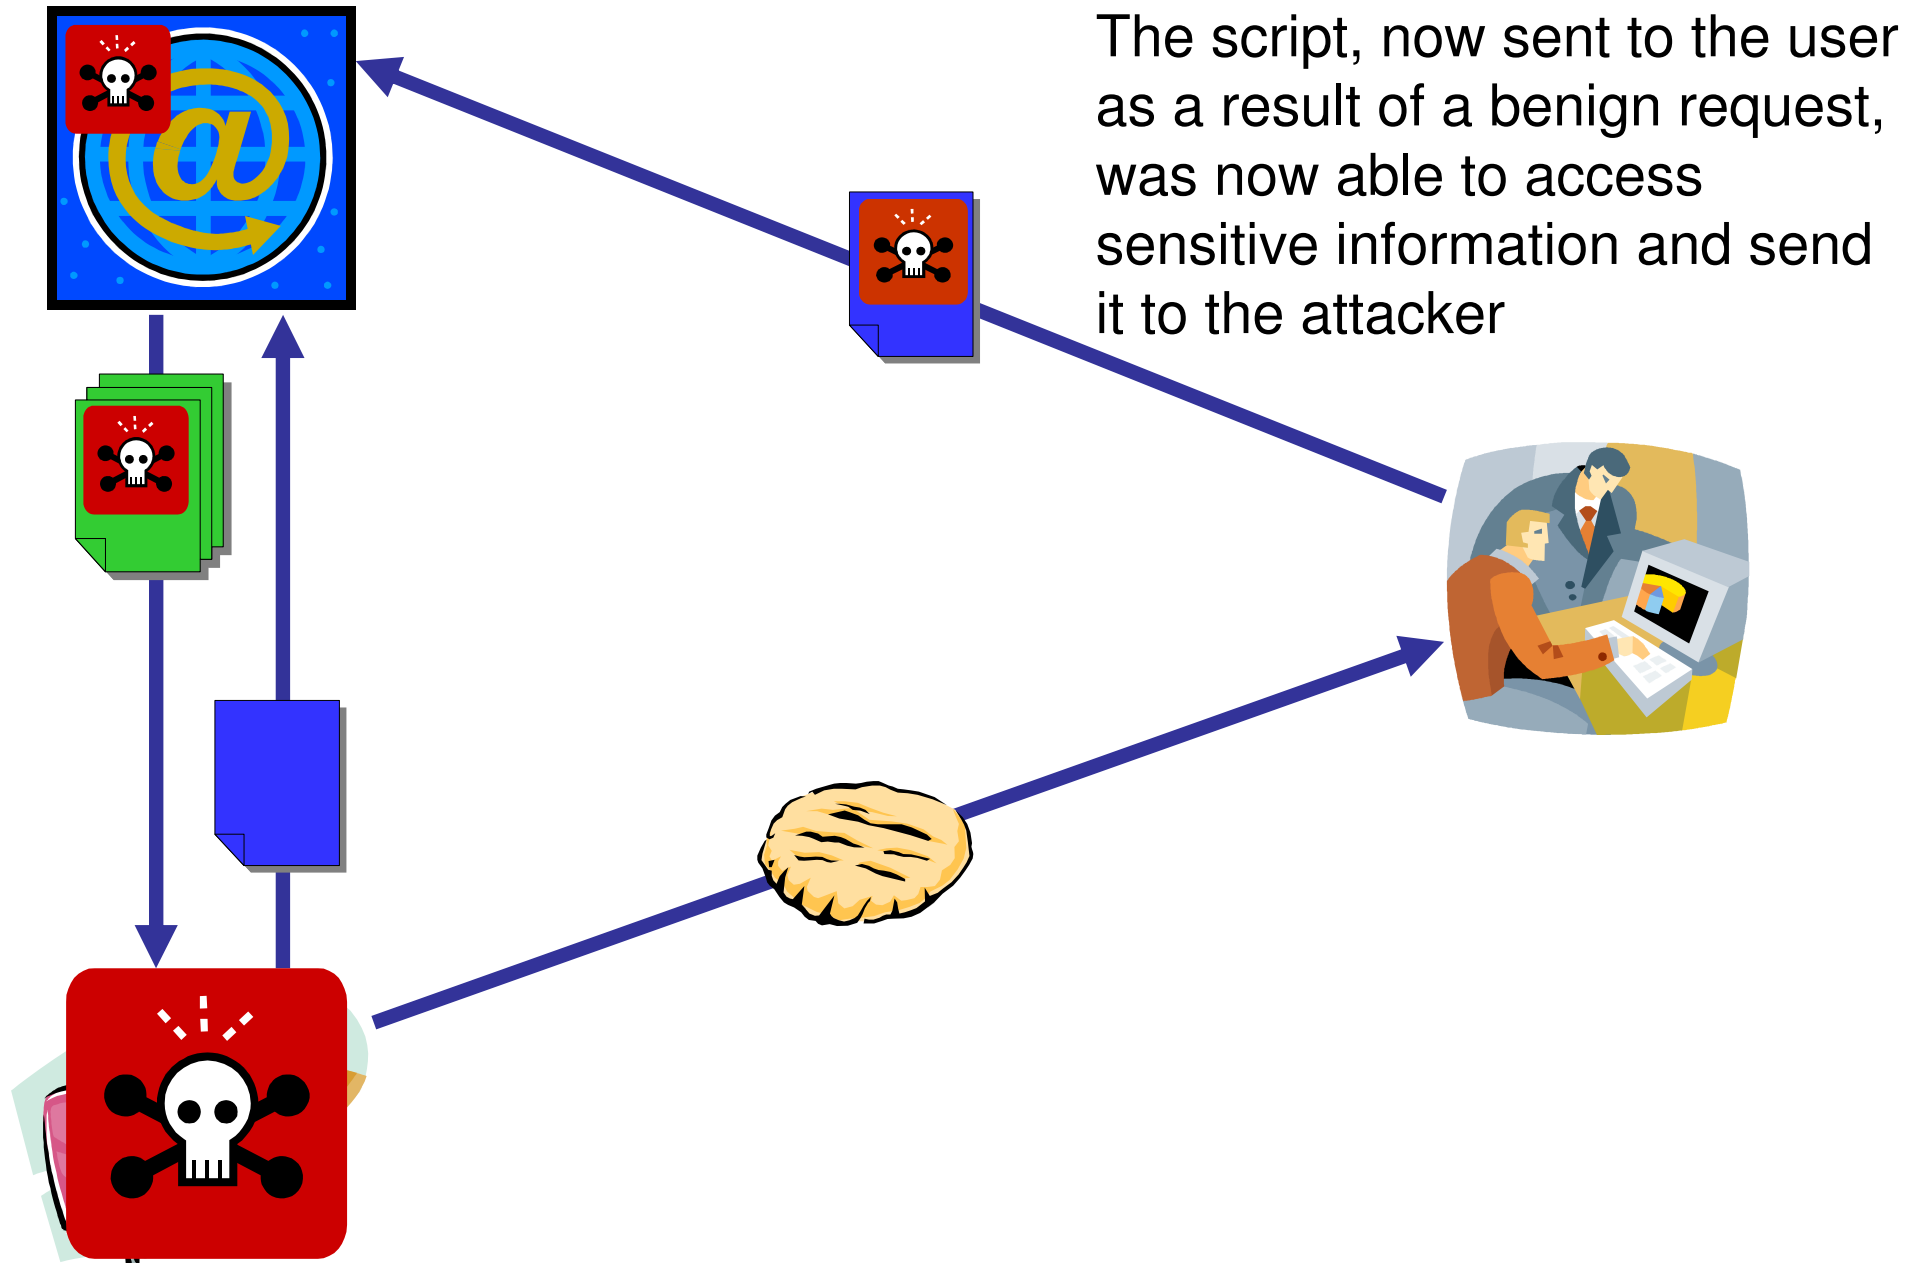 The script, now sent to the user
as a result of a benign request,
was now able to access
sensitive information and send
it to the attacker
@